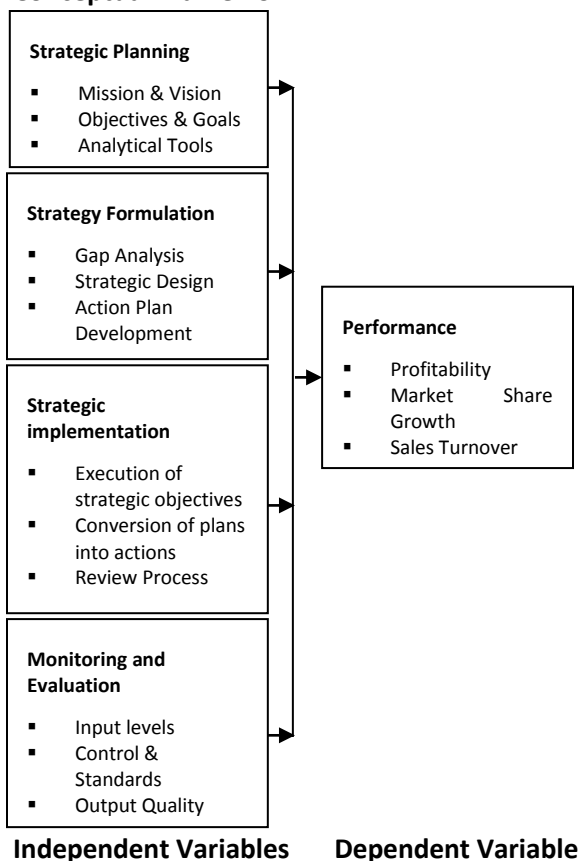 Strategic Planning
▪ Mission & Vision
▪ Objectives & Goals
▪ Analytical Tools
Strategy Formulation
▪ Gap Analysis
▪ Strategic Design
▪ Action Plan
Development
Strategic
implementation
▪ Execution of
strategic objectives
▪ Conversion of plans
into actions
▪ Review Process
Monitoring and
Evaluation
▪ Input levels
▪ Control &
Standards
▪ Output Quality
Performance
▪ Profitability
▪ Market Share
Growth
▪ Sales Turnover
Independent Variables
Dependent Variable